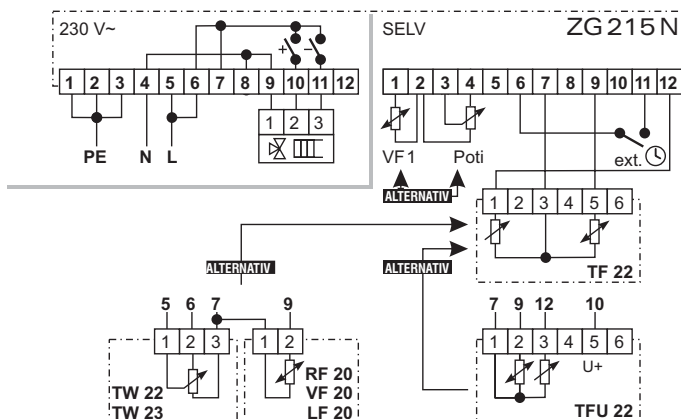 230 V~
SELV
ZG 215 N
+ −
1 2 3 4 5 6 7 8 9 10 11 12
1 2 3 4 5 6 7 8 9 10 11 12
1 2 3
PE N L
VF1 Poti
ext.
ALTERNATIV
1 2 3 4 5 6
TF 22
ALTERNATIV
ALTERNATIV
5 6 7 9
1 2 3
1 2
7 9 12 10
1 2 3 4 5 6
U+
TFU 22
TW 22
TW 23
RF 20
VF 20
LF 20